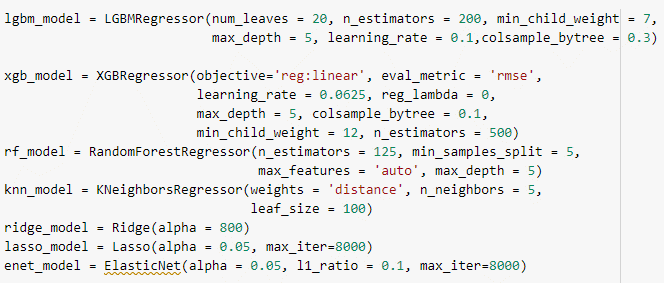 lgbm_model = LGBMRegressor(num_leaves = 20, n_estimators = 200, min_child_weight = 7,
max_depth = 5, learning_rate = 0.1,colsample_bytree = 0.3)
xgb_model = XGBRegressor(objective='reg:linear', eval_metric = 'rmse',
learning_rate = 0.0625, reg_lambda = 0,
max_depth = 5, colsample_bytree = 0.1,
min_child_weight = 12, n_estimators = 500)
rf_model = RandomForestRegressor(n_estimators = 125, min_samples_split = 5,
max_features = 'auto', max_depth = 5)
knn_model = KNeighborsRegressor(weights = 'distance', n_neighbors = 5,
leaf_size = 100)
ridge_model = Ridge(alpha = 800)
lasso_model = Lasso(alpha = 0.05, max_iter=8000)
enet_model = ElasticNet(alpha = 0.05, l1_ratio = 0.1, max_iter=8000)